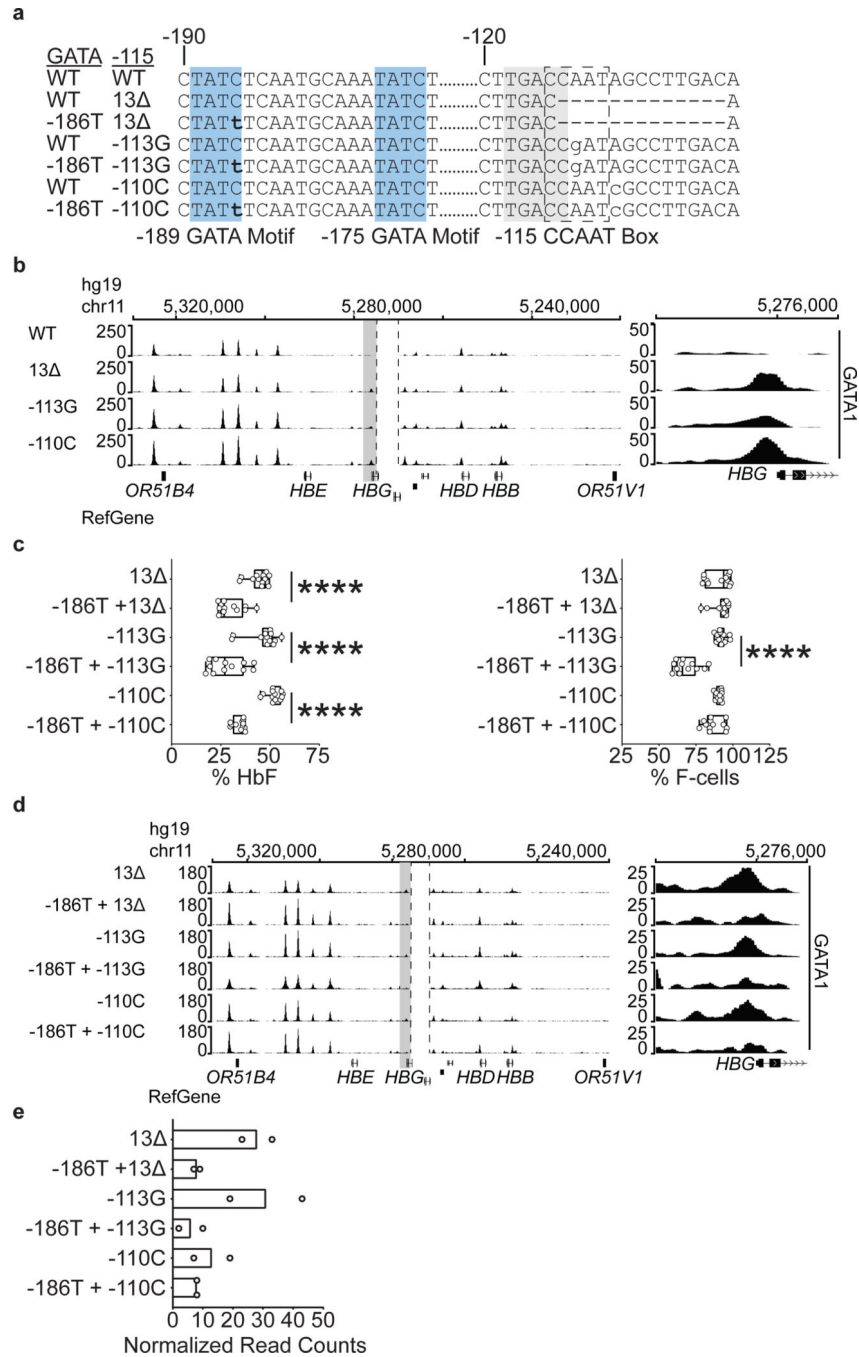 a
-190 -120
GATA -115
WT WT CTATCTCAATGCAAATATCT........CTTGACCAATAGCCTTGACA
WT 13Δ CTATCTCAATGCAAATATCT........CTTGAC-------------A
-186T 13Δ CTATtTCAATGCAAATATCT........CTTGAC-------------A
WT -113G CTATCTCAATGCAAATATCT........CTTGACCgATAGCCTTGACA
-186T -113G CTATtTCAATGCAAATATCT........CTTGACCgATAGCCTTGACA
WT -110C CTATCTCAATGCAAATATCT........CTTGACCAATcGCCTTGACA
-186T -110C CTATtTCAATGCAAATATCT........CTTGACCAATcGCCTTGACA
-189 GATA Motif -175 GATA Motif -115 CCAAT Box
b
hg19
chr11 5,320,000 5,280,000 5,240,000 5,276,000
WT 250 0 50 0
13Δ 250 0 50 0
-113G 250 0 50 0
-110C 250 0 50 0
GATA1
OR51B4 HBE HBG HBD HBB OR51V1 HBG
RefGene
c
13Δ ****
-186T +13Δ
-113G ****
-186T + -113G
-110C ****
-186T + -110C
0 25 50 75
% HbF
13Δ
-186T + 13Δ
-113G ****
-186T + -113G
-110C
-186T + -110C
25 50 75 100 125
% F-cells
d
hg19
chr11 5,320,000 5,280,000 5,240,000 5,276,000
13Δ 180 0 25 0
-186T + 13Δ 180 0 25 0
-113G 180 0 25 0
-186T + -113G 180 0 25 0
-110C 180 0 25 0
-186T + -110C 180 0 25 0
GATA1
OR51B4 HBE HBG HBD HBB OR51V1 HBG
RefGene
e
13Δ
-186T +13Δ
-113G
-186T + -113G
-110C
-186T + -110C
0 10 20 30 40 50
Normalized Read Counts